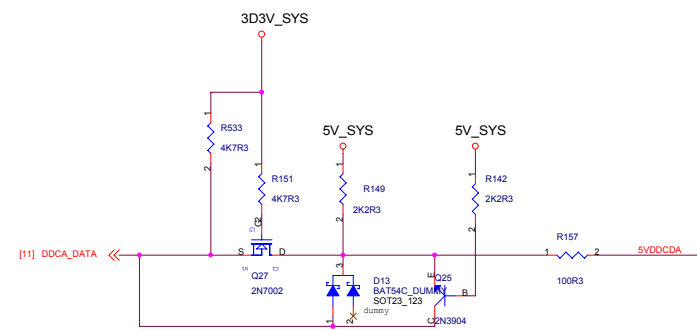 3D3V_SYS
R533
4K7R3
1
2
R151
4K7R3
1
2
5V_SYS
R149
2K2R3
1
2
5V_SYS
R142
2K2R3
1
2
G
G
[11] DDCA_DATA
S
D
S
D
Q27
2N7002
R157
1
2
100R3
5VDDCDA
3
D13
BAT54C_DUMMY
SOT23_123
dummy
1
2
E
Q25
B
C
2N3904